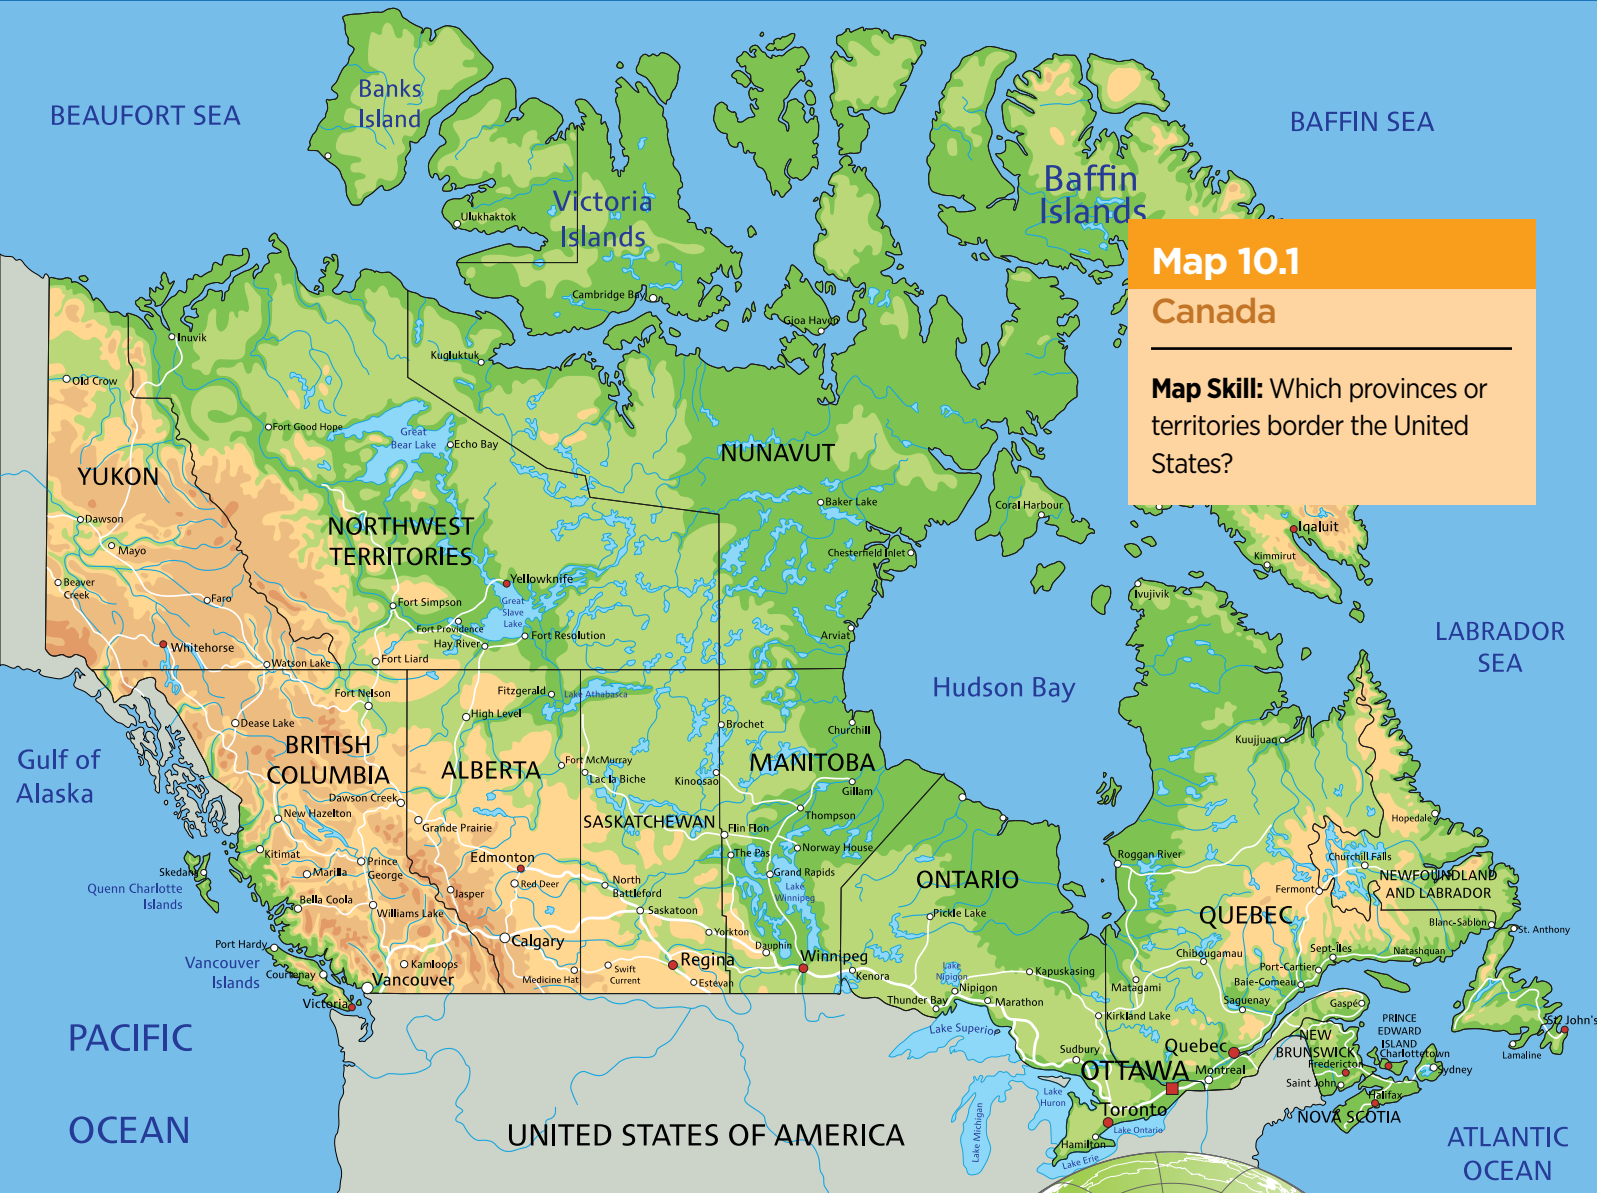 BEAUFORT SEA
Banks
Island
BAFFIN SEA
Baffin
Islands
Victoria
Islands
Ulukhaktok
Cambridge Bay
Gjoa Haven
Kugluktuk
Map 10.1
Canada
Map Skill: Which provinces or
territories border the United
States?
Inuvik
Old Crow
Fort Good Hope
Great
Bear Lake
Echo Bay
YUKON
NUNAVUT
Dawson
Mayo
NORTHWEST
TERRITORIES
Baker Lake
Coral Harbour
Iqaluit
Chesterfield Inlet
Kimmirut
Beaver
Creek
Faro
Yellowknife
Fort Simpson
Great
Slave
Lake
Fort Providence
Hay River
Fort Resolution
Arviat
Ivujivik
Whitehorse
Watson Lake
Fort Liard
LABRADOR
SEA
Fort Nelson
Fitzgerald
Lake Athabasca
Hudson Bay
High Level
Dease Lake
Brochet
Churchill
Kuujjuaq
Gulf of
Alaska
BRITISH
COLUMBIA
ALBERTA
Fort McMurray
Lac la Biche
Kinoosao
MANITOBA
Gillam
Dawson Creek
New Hazelton
Grande Prairie
SASKATCHEWAN
Flin Flon
Thompson
Hopedale
Kitimat
Prince
George
Edmonton
The Pas
Norway House
Roggan River
Churchill Falls
Skedans
Marilla
Red Deer
North
Battleford
Grand Rapids
Lake
Winnipeg
ONTARIO
Fermont
NEWFOUNDLAND
AND LABRADOR
Quenn Charlotte
Islands
Bella Coola
Jasper
Williams Lake
Saskatoon
Pickle Lake
QUEBEC
Blanc-Sablon
St. Anthony
Port Hardy
Calgary
Yorkton
Dauphin
Chibougamau
Sept-Iles
Natashquan
Vancouver
Islands
Courtenay
Kamloops
Vancouver
Medicine Hat
Swift
Current
Regina
Estevan
Winnipeg
Kenora
Lake
Nipigon
Nipigon
Kapuskasing
Matagami
Port-Cartier
Baie-Comeau
Saguenay
Gaspé
Victoria
Thunder Bay
Marathon
Kirkland Lake
PACIFIC
OCEAN
Lake Superior
Sudbury
Quebec
NEW
BRUNSWICK
PRINCE
EDWARD
ISLAND
Charlottetown
St. John's
Lamaline
OTTAWA
Montreal
Fredericton
Sydney
Saint John
Halifax
Lake
Huron
Toronto
NOVA SCOTIA
Lake Michigan
Lake Ontario
Hamilton
Lake Erie
UNITED STATES OF AMERICA
ATLANTIC
OCEAN